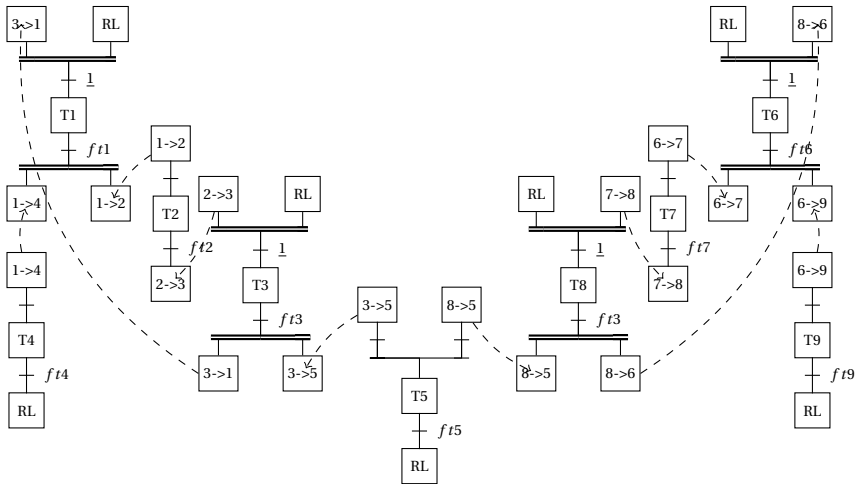 3->1 RL RL 8->6
1 1
T1 T6
ft1 1->2 6->7 ft6
1->4 1->2 2->3 RL RL 7->8 6->7 6->9
T2 T7
ft2 1 1 ft7
1->4 2->3 T3 T8 7->8 6->9
3->5 8->5
ft3 ft3
T4 T9
3->1 3->5 8->5 8->6
ft4 ft9
T5
RL RL
ft5
RL